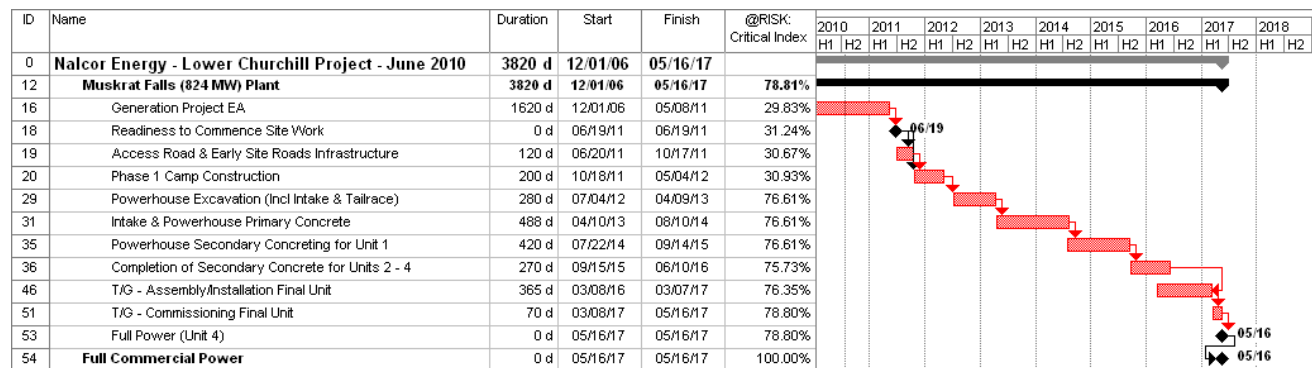 ID Name Duration Start Finish @RISK: Critical Index 2010 2011 2012 2013 2014 2015 2016 2017 2018
H1 H2 H1 H2 H1 H2 H1 H2 H1 H2 H1 H2 H1 H2 H1 H2 H1 H2
0 Nalcor Energy - Lower Churchill Project - June 2010 3820 d 12/01/06 05/16/17
12 Muskrat Falls (824 MW) Plant 3820 d 12/01/06 05/16/17 78.81%
16 Generation Project EA 1620 d 12/01/06 05/08/11 29.83%
18 Readiness to Commence Site Work 0 d 06/19/11 06/19/11 31.24% 06/19
19 Access Road & Early Site Roads Infrastructure 120 d 06/20/11 10/17/11 30.67%
20 Phase 1 Camp Construction 200 d 10/18/11 05/04/12 30.93%
29 Powerhouse Excavation (Incl Intake & Tailrace) 280 d 07/04/12 04/09/13 76.61%
31 Intake & Powerhouse Primary Concrete 488 d 04/10/13 08/10/14 76.61%
35 Powerhouse Secondary Concreting for Unit 1 420 d 07/22/14 09/14/15 76.61%
36 Completion of Secondary Concrete for Units 2 - 4 270 d 09/15/15 06/10/16 75.73%
46 T/G - Assembly/Installation Final Unit 365 d 03/08/16 03/07/17 76.35%
51 T/G - Commissioning Final Unit 70 d 03/08/17 05/16/17 78.80%
53 Full Power (Unit 4) 0 d 05/16/17 05/16/17 78.80% 05/16
54 Full Commercial Power 0 d 05/16/17 05/16/17 100.00% 05/16